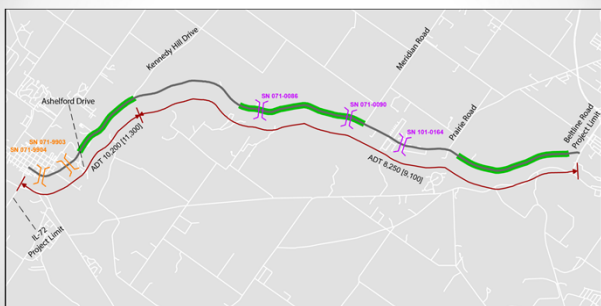 Kennedy Hill Drive
Meridian Road
Ashelford Drive
SN 071-0086
SN 071-0090
SN 101-0164
Prairie Road
Beltline Road
Project Limit
SN 071-0903
SN 071-0904
ADT 10,200 [11,300]
ADT 8,250 [9,100]
IL-72
Project Limit